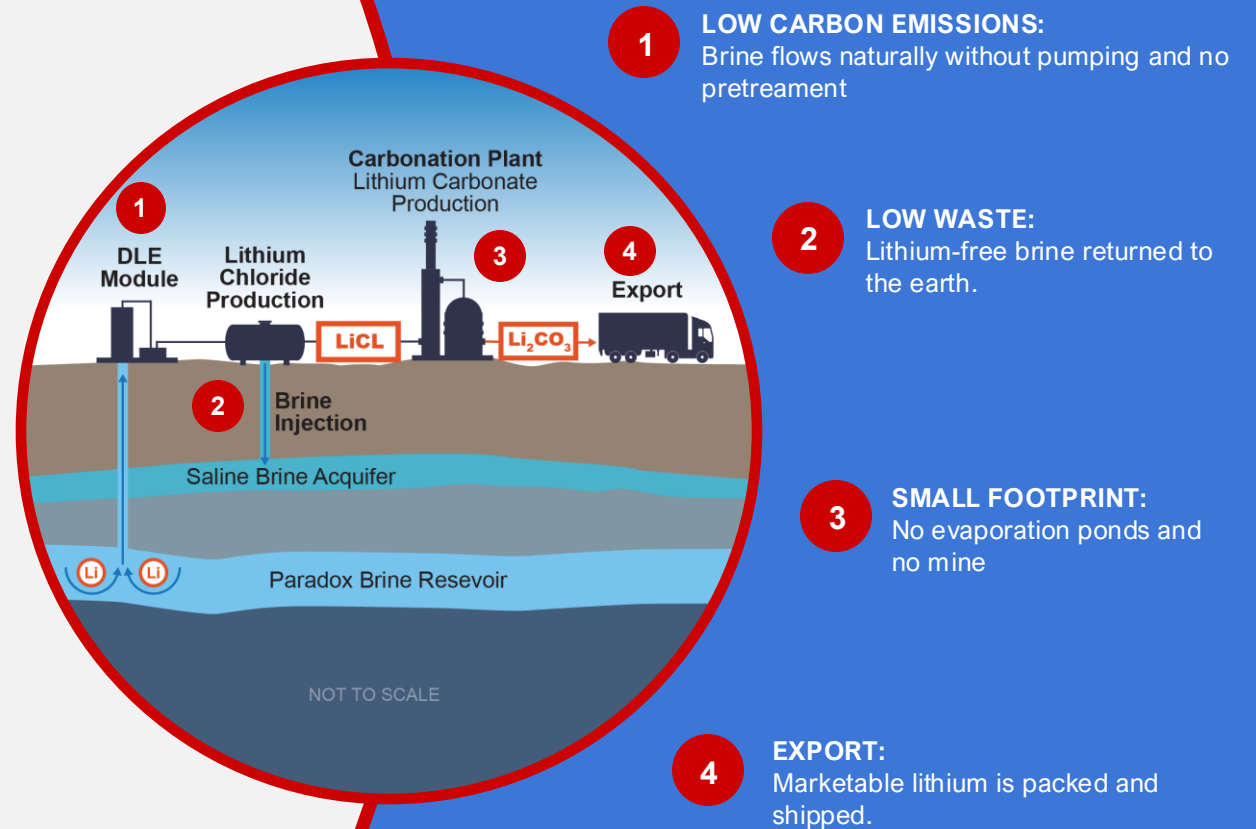 1
LOW CARBON EMISSIONS:
Brine flows naturally without pumping and no
pretreament
2
LOW WASTE:
Lithium-free brine returned to
the earth.
3
SMALL FOOTPRINT:
No evaporation ponds and
no mine
4
EXPORT:
Marketable lithium is packed and
shipped.
Carbonation Plant
Lithium Carbonate
Production
1
DLE
Module
Lithium
Chloride
Production
3
4
Export
LiCL
Li₂CO₃
2
Brine
Injection
Saline Brine Acquifer
Li
Li
Paradox Brine Resevoir
NOT TO SCALE